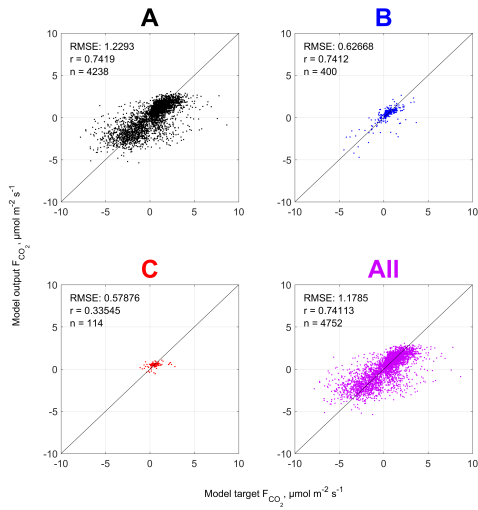 A
RMSE: 1.2293
r = 0.7419
n = 4238
10
5
0
-5
-10
-10 -5 0 5 10
B
RMSE: 0.62668
r = 0.7412
n = 400
10
5
0
-5
-10
-10 -5 0 5 10
C
RMSE: 0.57876
r = 0.33545
n = 114
10
5
0
-5
-10
-10 -5 0 5 10
All
RMSE: 1.1785
r = 0.74113
n = 4752
10
5
0
-5
-10
-10 -5 0 5 10
Model output F_CO₂, μmol m⁻² s⁻¹
Model target F_CO₂, μmol m⁻² s⁻¹